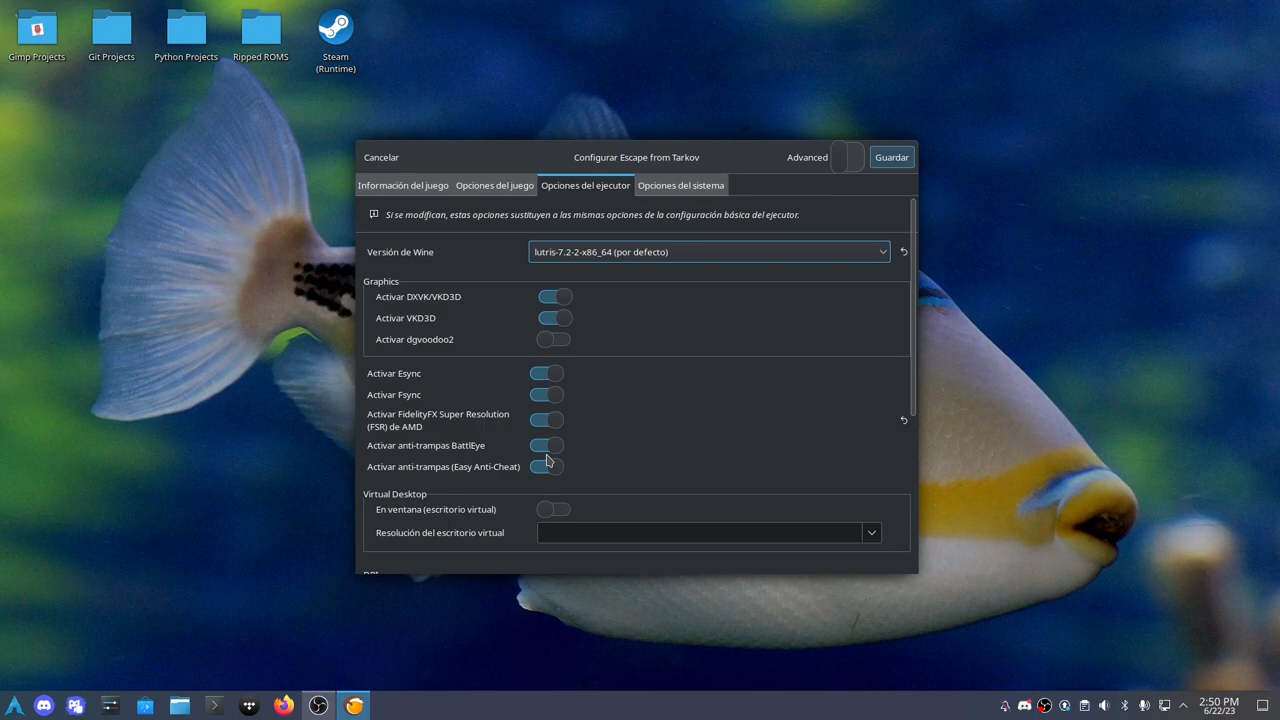 Gimp Projects
Git Projects
Python Projects
Ripped ROMS
Steam
(Runtime)
Cancelar
Configurar Escape from Tarkov
Advanced
Guardar
Información del juego
Opciones del juego
Opciones del ejecutor
Opciones del sistema
Si se modifican, estas opciones sustituyen a las mismas opciones de la configuración básica del ejecutor.
Versión de Wine
lutris-7.2-2-x86_64 (por defecto)
Graphics
Activar DXVK/VKD3D
Activar VKD3D
Activar dgvoodoo2
Activar Esync
Activar Fsync
Activar FidelityFX Super Resolution
(FSR) de AMD
Activar anti-trampas BattlEye
Activar anti-trampas (Easy Anti-Cheat)
Virtual Desktop
En ventana (escritorio virtual)
Resolución del escritorio virtual
2:50 PM
6/22/23